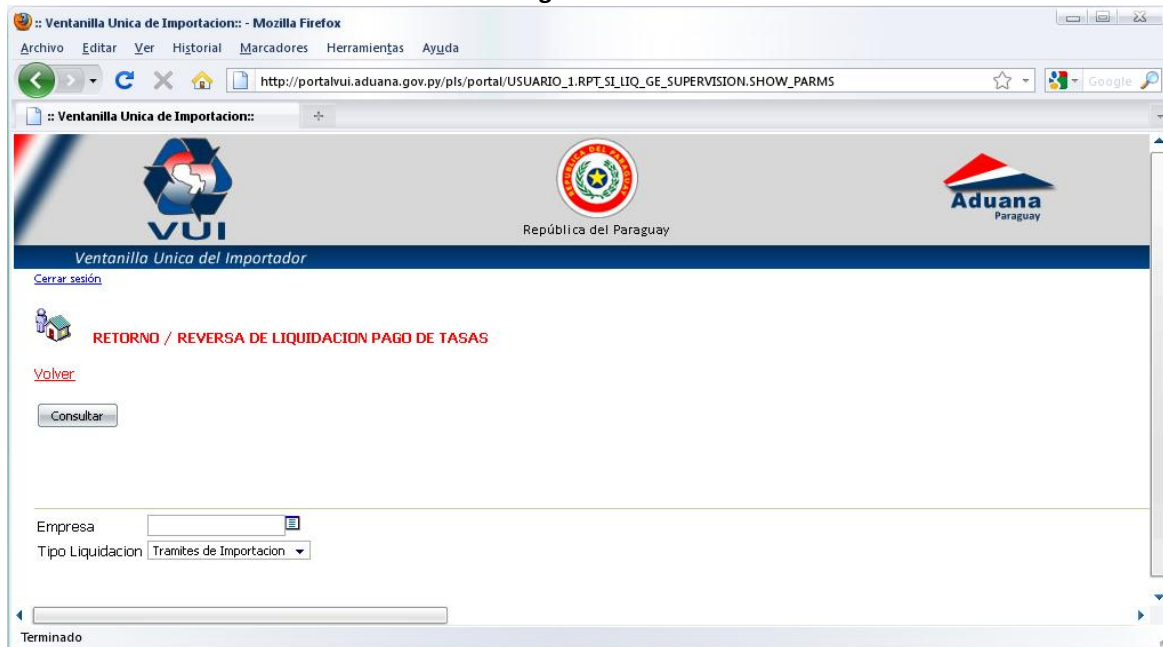 :: Ventanilla Unica de Importacion:: - Mozilla Firefox
Archivo Editar Ver Historial Marcadores Herramientas Ayuda
http://portalvui.aduana.gov.py/pls/portal/USUARIO_1.RPT_SI_LIQ_GE_SUPERVISION.SHOW_PARMS
Google
:: Ventanilla Unica de Importacion::
VUI
República del Paraguay
Aduana
Paraguay
Ventanilla Unica del Importador
Cerrar sesión
RETORNO / REVERSA DE LIQUIDACION PAGO DE TASAS
Volver
Consultar
Empresa
Tipo Liquidacion Tramites de Importacion
Terminado